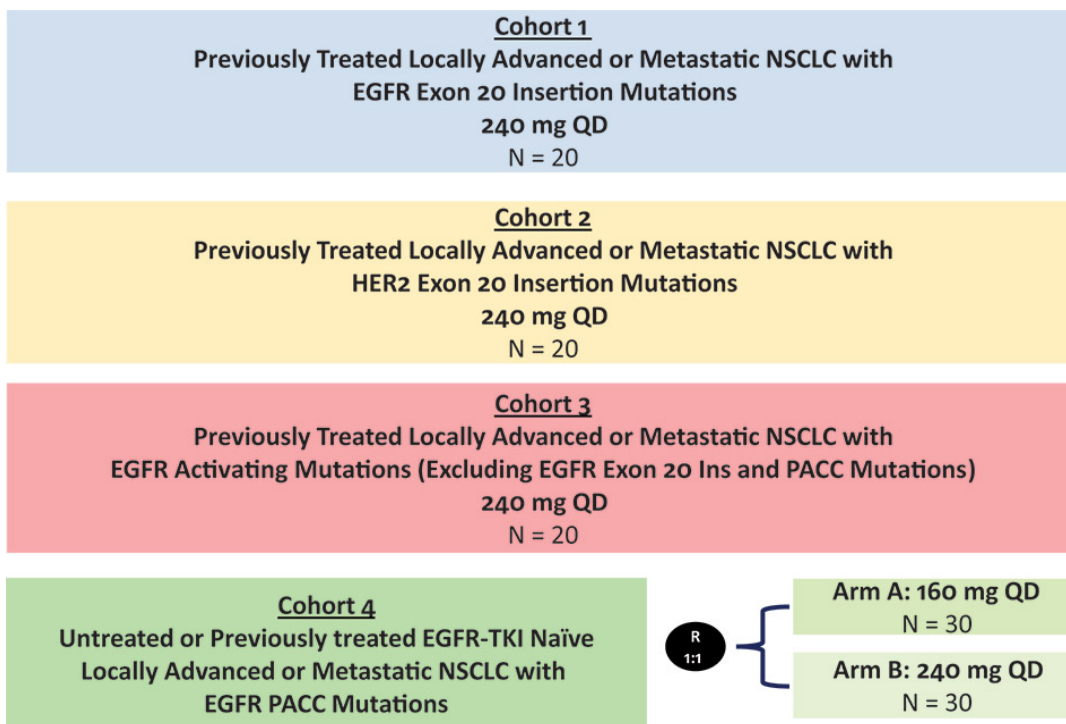 Cohort 1
Previously Treated Locally Advanced or Metastatic NSCLC with
EGFR Exon 20 Insertion Mutations
240 mg QD
N = 20
Cohort 2
Previously Treated Locally Advanced or Metastatic NSCLC with
HER2 Exon 20 Insertion Mutations
240 mg QD
N = 20
Cohort 3
Previously Treated Locally Advanced or Metastatic NSCLC with
EGFR Activating Mutations (Excluding EGFR Exon 20 Ins and PACC Mutations)
240 mg QD
N = 20
Cohort 4
Untreated or Previously treated EGFR-TKI Naïve
Locally Advanced or Metastatic NSCLC with
EGFR PACC Mutations
R
1:1
Arm A: 160 mg QD
N = 30
Arm B: 240 mg QD
N = 30